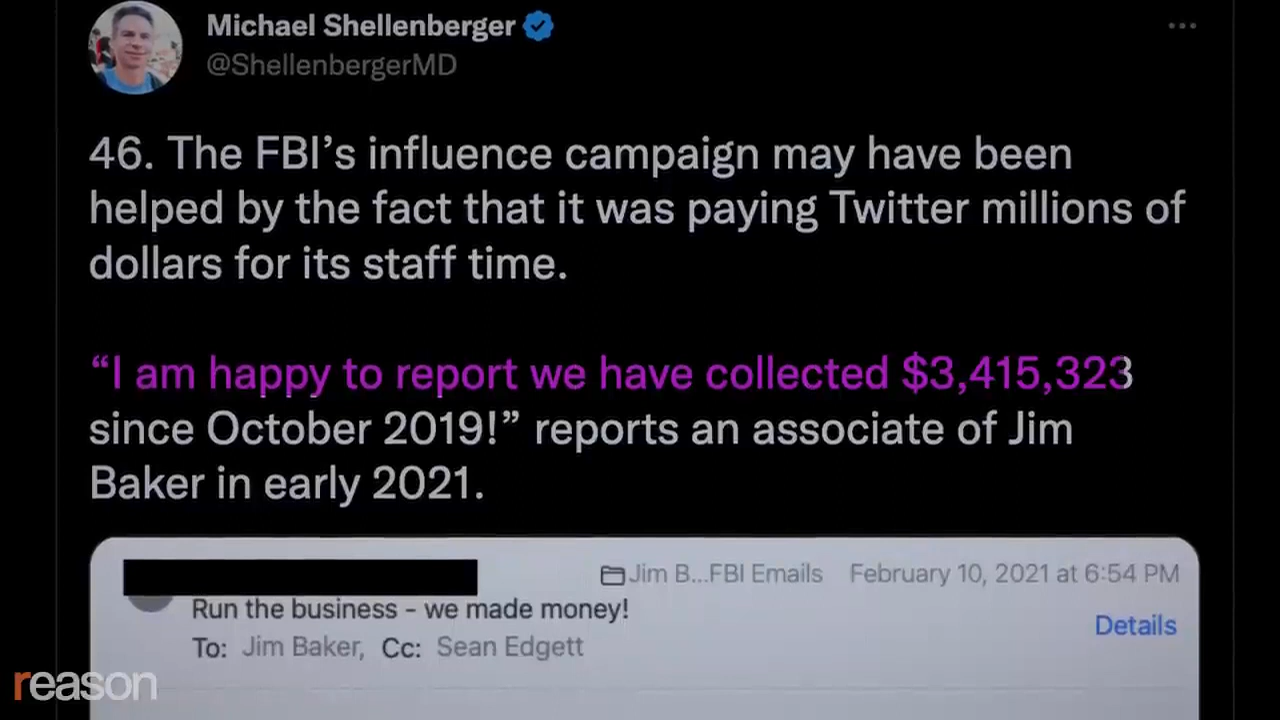 Michael Shellenberger
@ShellenbergerMD
46. The FBI’s influence campaign may have been
helped by the fact that it was paying Twitter millions of
dollars for its staff time.
“I am happy to report we have collected $3,415,323
since October 2019!” reports an associate of Jim
Baker in early 2021.
Jim B...FBI Emails February 10, 2021 at 6:54 PM
Run the business - we made money!
Details
To: Jim Baker, Cc: Sean Edgett
reason